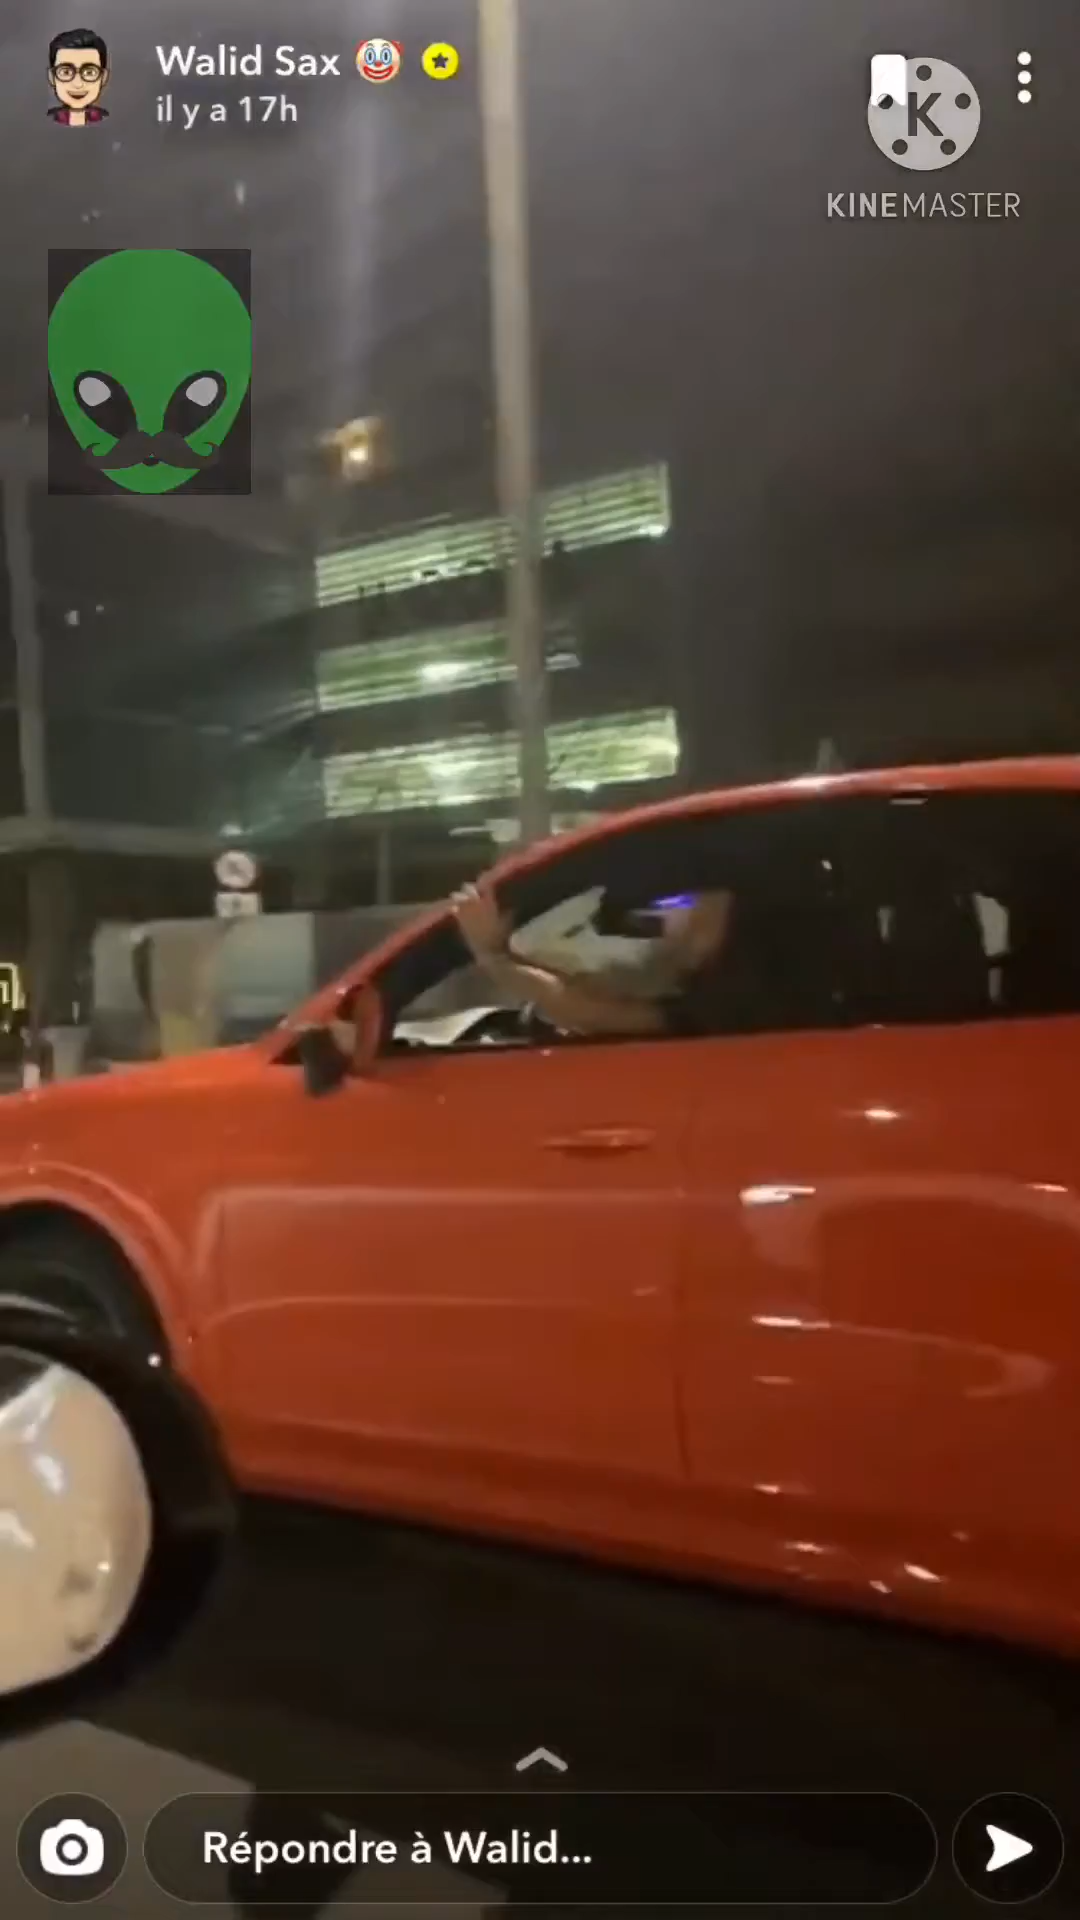 Walid Sax 🤡
il y a 17h
K
KINEMASTER
Répondre à Walid...